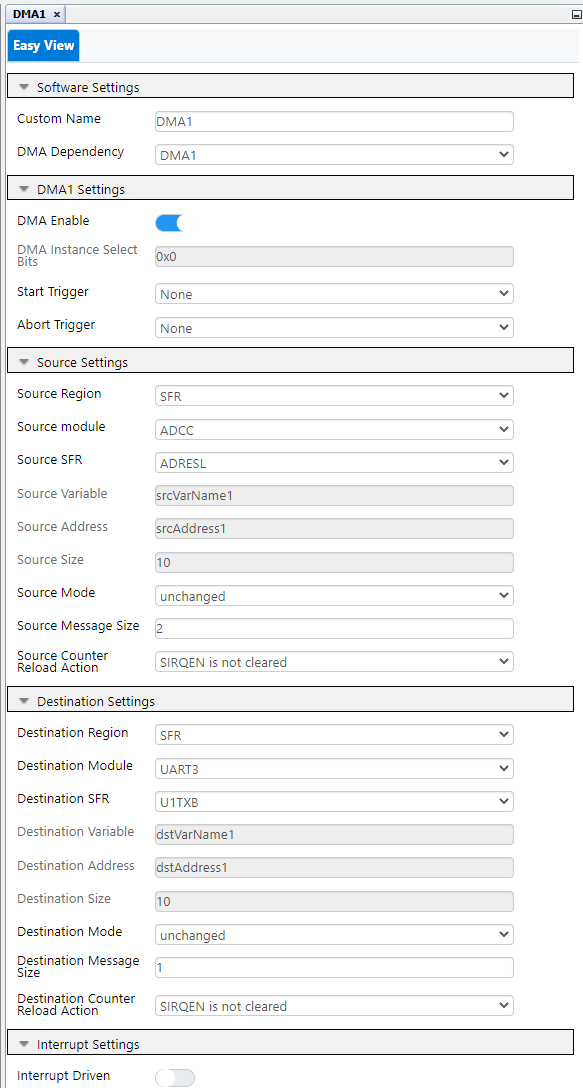 DMA1 ×
Easy View
Software Settings
Custom Name DMA1
DMA Dependency DMA1
DMA1 Settings
DMA Enable
DMA Instance Select
Bits 0x0
Start Trigger None
Abort Trigger None
Source Settings
Source Region SFR
Source module ADCC
Source SFR ADRESL
Source Variable srcVarName1
Source Address srcAddress1
Source Size 10
Source Mode unchanged
Source Message Size 2
Source Counter
Reload Action SIRQEN is not cleared
Destination Settings
Destination Region SFR
Destination Module UART3
Destination SFR U1TXB
Destination Variable dstVarName1
Destination Address dstAddress1
Destination Size 10
Destination Mode unchanged
Destination Message
Size 1
Destination Counter
Reload Action SIRQEN is not cleared
Interrupt Settings
Interrupt Driven